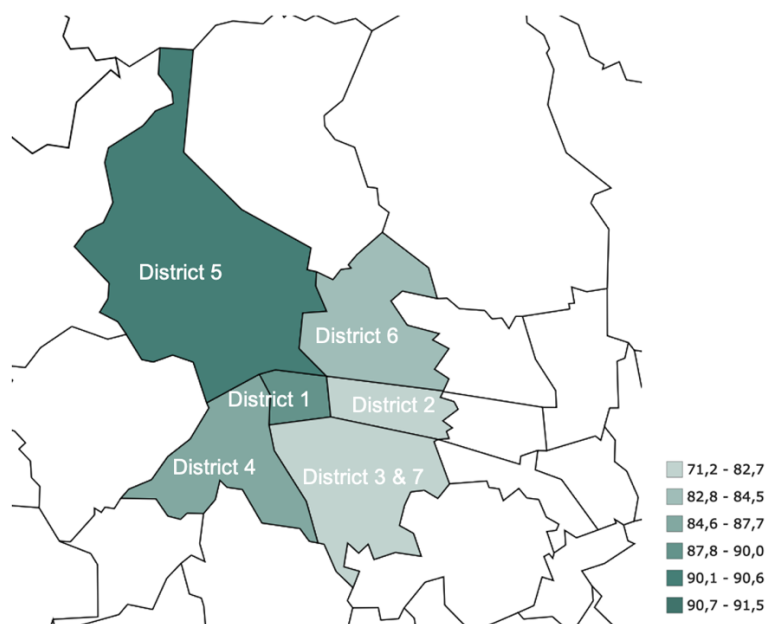 District 5
District 6
District 1
District 2
District 4
District 3 & 7
71,2 - 82,7
82,8 - 84,5
84,6 - 87,7
87,8 - 90,0
90,1 - 90,6
90,7 - 91,5